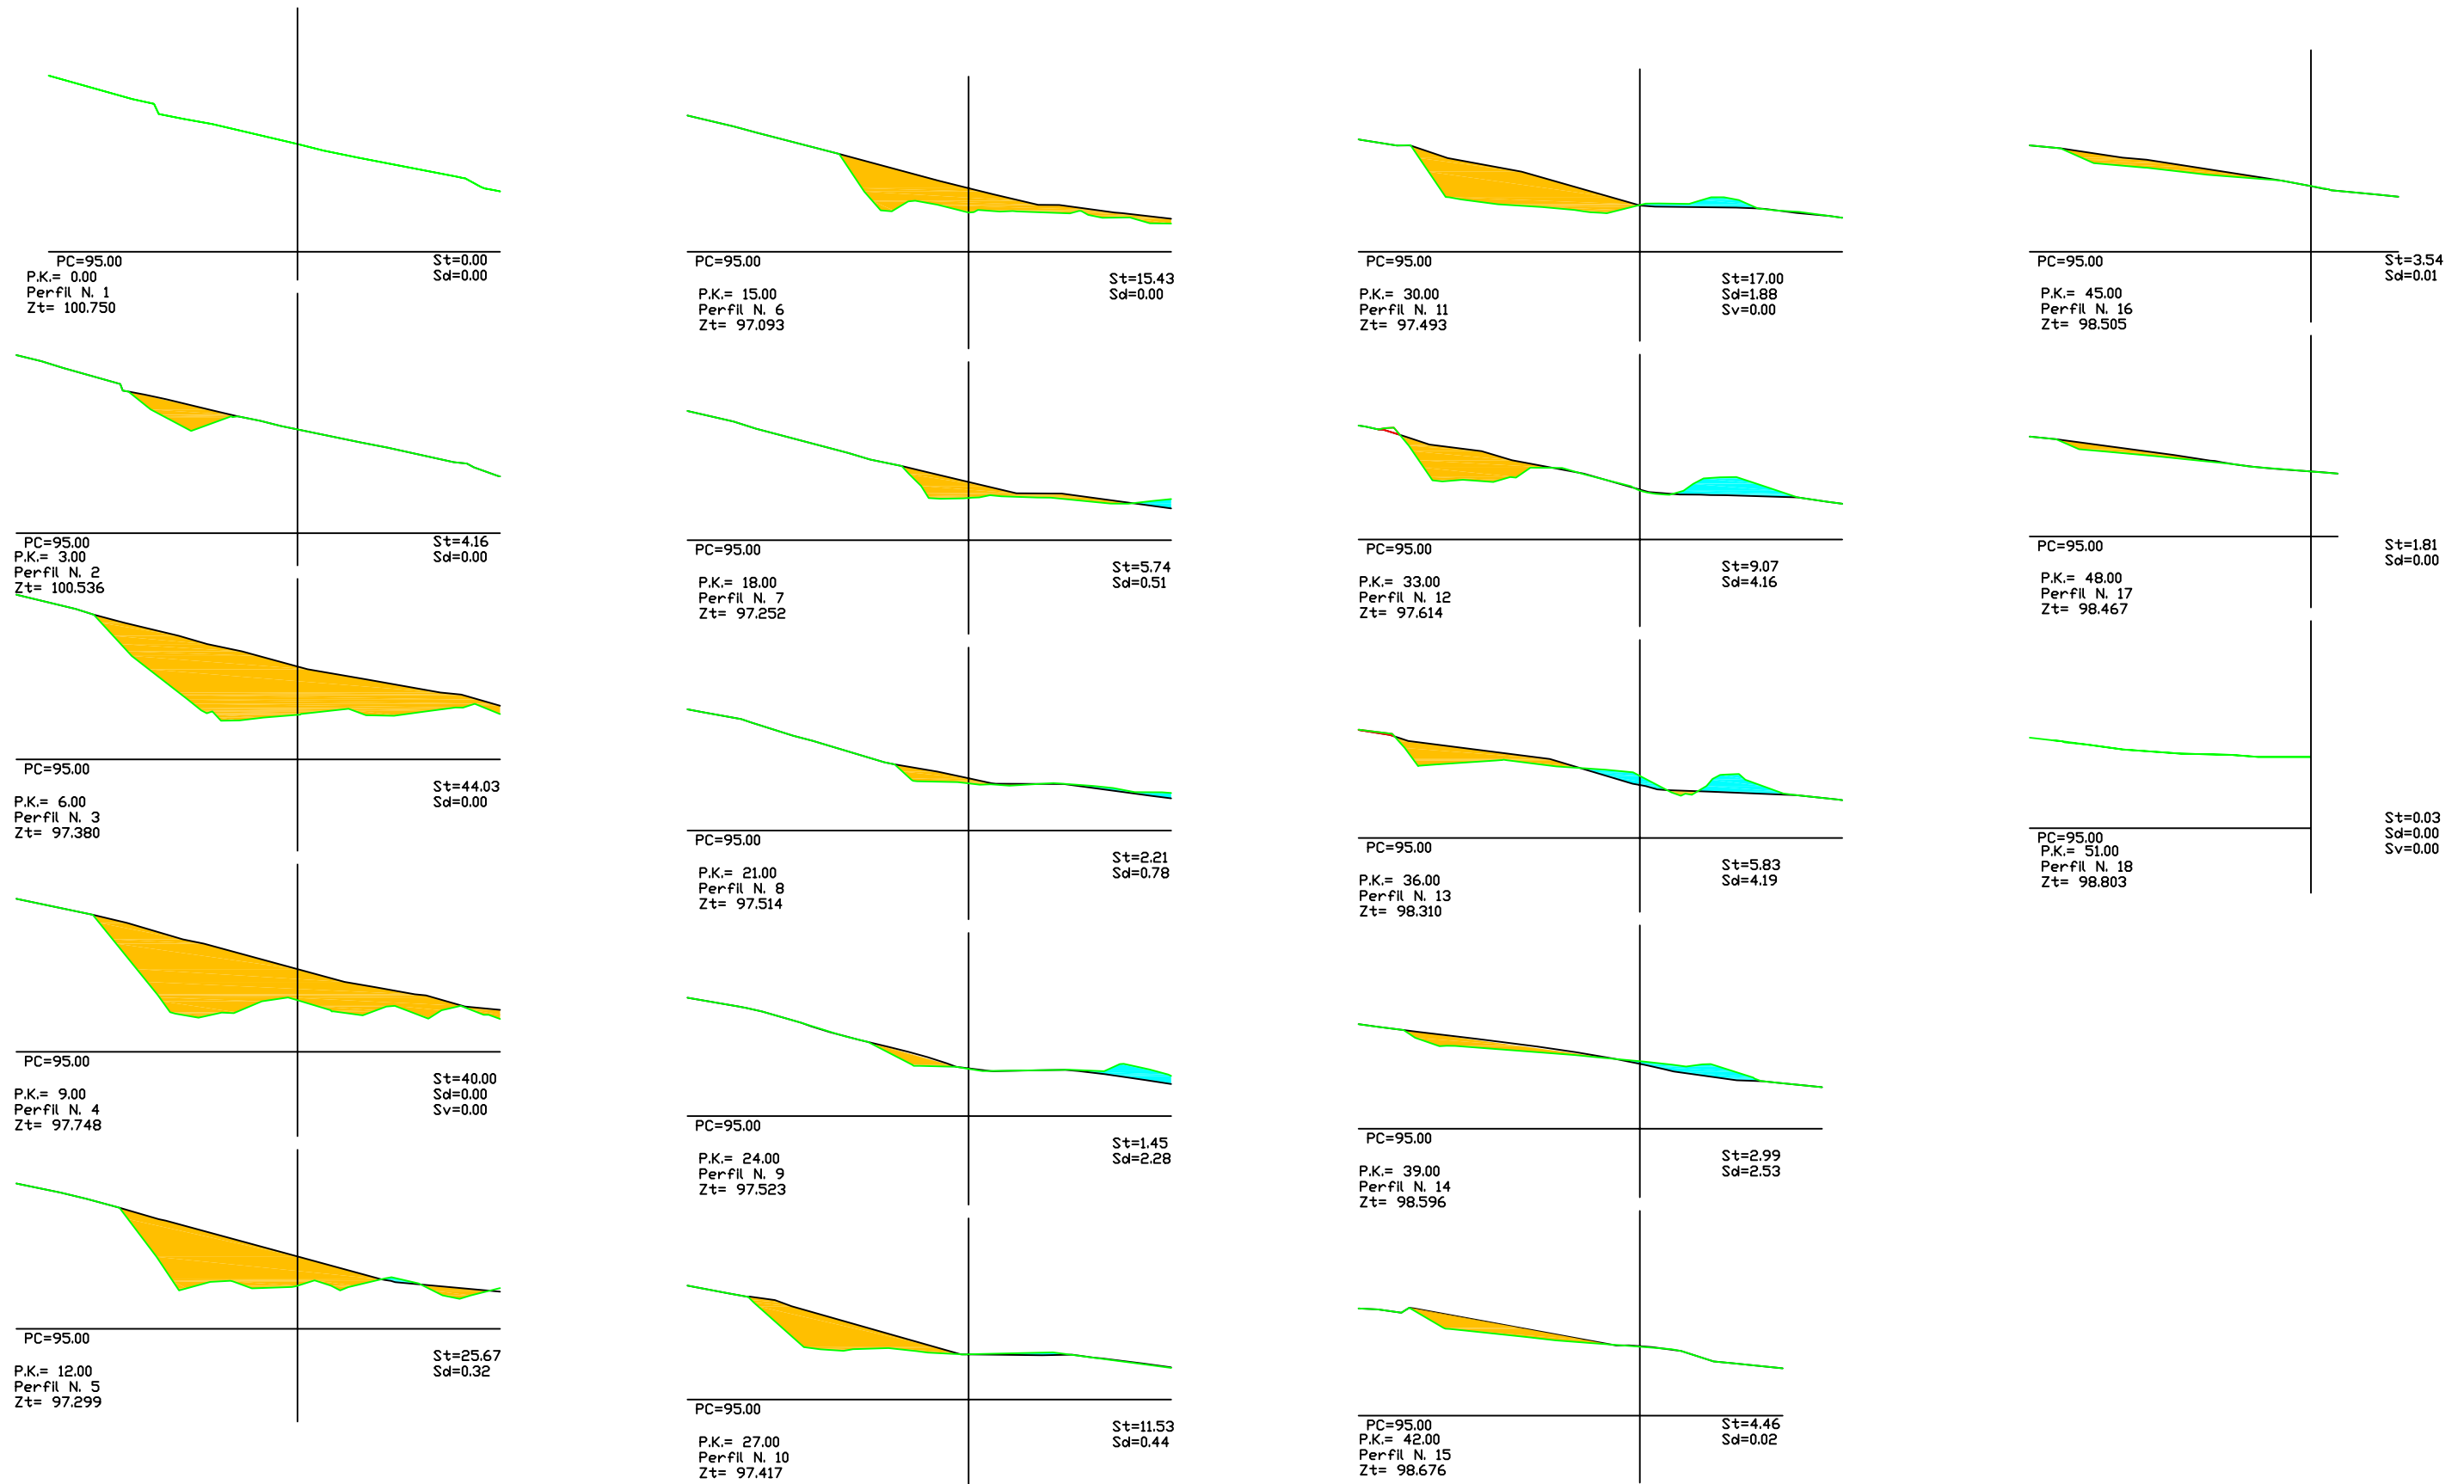 PC=95.00
P.K.= 0.00
Perfil N. 1
Zt= 100.750
St=0.00
Sd=0.00
PC=95.00
P.K.= 3.00
Perfil N. 2
Zt= 100.536
St=4.16
Sd=0.00
PC=95.00
P.K.= 6.00
Perfil N. 3
Zt= 97.380
St=44.03
Sd=0.00
PC=95.00
P.K.= 9.00
Perfil N. 4
Zt= 97.748
St=40.00
Sd=0.00
Sv=0.00
PC=95.00
P.K.= 12.00
Perfil N. 5
Zt= 97.299
St=25.67
Sd=0.32
PC=95.00
P.K.= 15.00
Perfil N. 6
Zt= 97.093
St=15.43
Sd=0.00
PC=95.00
P.K.= 18.00
Perfil N. 7
Zt= 97.252
St=5.74
Sd=0.51
PC=95.00
P.K.= 21.00
Perfil N. 8
Zt= 97.514
St=2.21
Sd=0.78
PC=95.00
P.K.= 24.00
Perfil N. 9
Zt= 97.523
St=1.45
Sd=2.28
PC=95.00
P.K.= 27.00
Perfil N. 10
Zt= 97.417
St=11.53
Sd=0.44
PC=95.00
P.K.= 30.00
Perfil N. 11
Zt= 97.493
St=17.00
Sd=1.88
Sv=0.00
PC=95.00
P.K.= 33.00
Perfil N. 12
Zt= 97.614
St=9.07
Sd=4.16
PC=95.00
P.K.= 36.00
Perfil N. 13
Zt= 98.310
St=5.83
Sd=4.19
PC=95.00
P.K.= 39.00
Perfil N. 14
Zt= 98.596
St=2.99
Sd=2.53
PC=95.00
P.K.= 42.00
Perfil N. 15
Zt= 98.676
St=4.46
Sd=0.02
PC=95.00
P.K.= 45.00
Perfil N. 16
Zt= 98.505
St=3.54
Sd=0.01
PC=95.00
P.K.= 48.00
Perfil N. 17
Zt= 98.467
St=1.81
Sd=0.00
PC=95.00
P.K.= 51.00
Perfil N. 18
Zt= 98.803
St=0.03
Sd=0.00
Sv=0.00